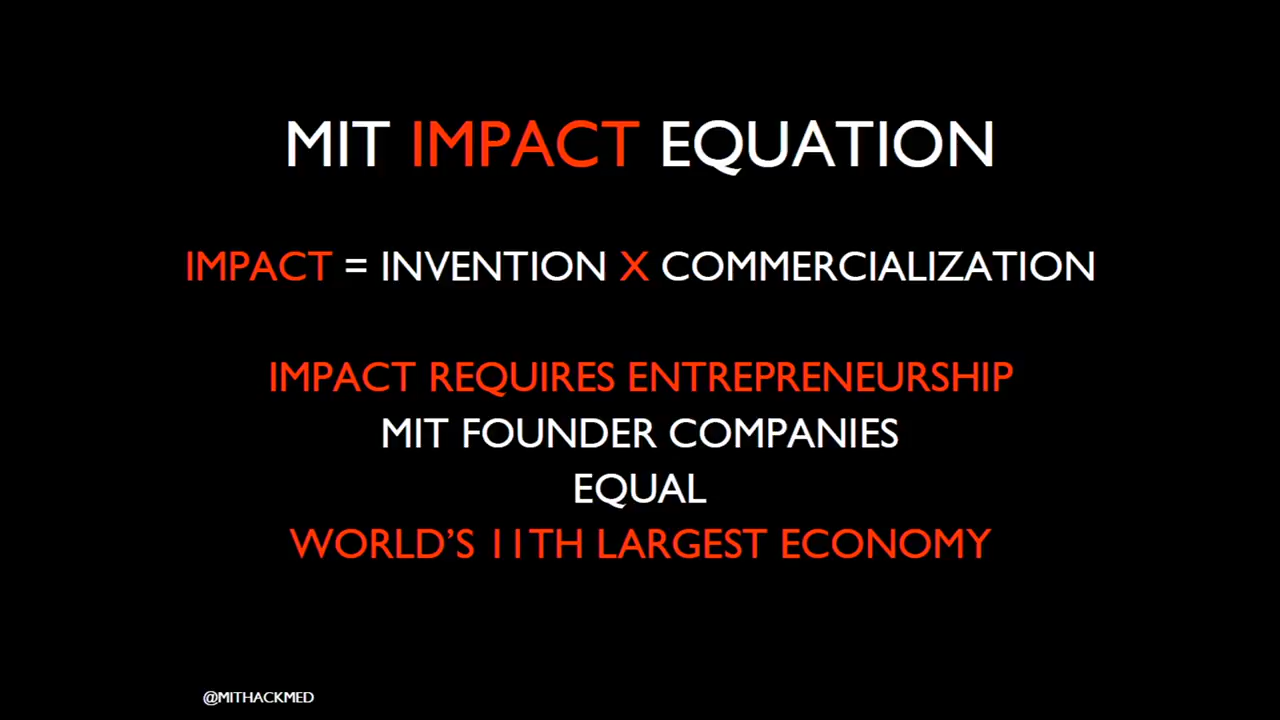 MIT IMPACT EQUATION
IMPACT = INVENTION X COMMERCIALIZATION
IMPACT REQUIRES ENTREPRENEURSHIP
MIT FOUNDER COMPANIES
EQUAL
WORLD'S 11TH LARGEST ECONOMY
@MITHACKMED